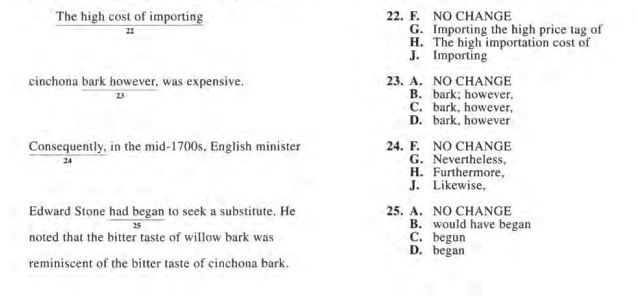 The high cost of importing
22
cinchona bark however, was expensive.
23
Consequently, in the mid-1700s, English minister
24
Edward Stone had began to seek a substitute. He
25
noted that the bitter taste of willow bark was
reminiscent of the bitter taste of cinchona bark.
22. F. NO CHANGE
G. Importing the high price tag of
H. The high importation cost of
J. Importing
23. A. NO CHANGE
B. bark; however,
C. bark, however,
D. bark, however
24. F. NO CHANGE
G. Nevertheless,
H. Furthermore,
J. Likewise,
25. A. NO CHANGE
B. would have began
C. begun
D. began